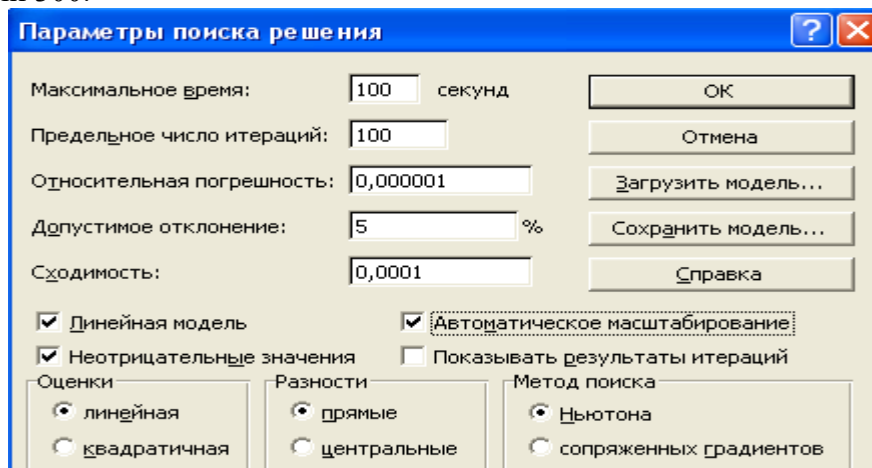 Параметры поиска решения
Максимальное время: 100 секунд ОК
Предельное число итераций: 100 Отмена
Относительная погрешность: 0,000001 Загрузить модель...
Допустимое отклонение: 5 % Сохранить модель...
Сходимость: 0,0001 Справка
Линейная модель Автоматическое масштабирование
Неотрицательные значения Показывать результаты итераций
Оценки Разности Метод поиска
линейная прямые Ньютона
квадратичная центральные сопряженных градиентов